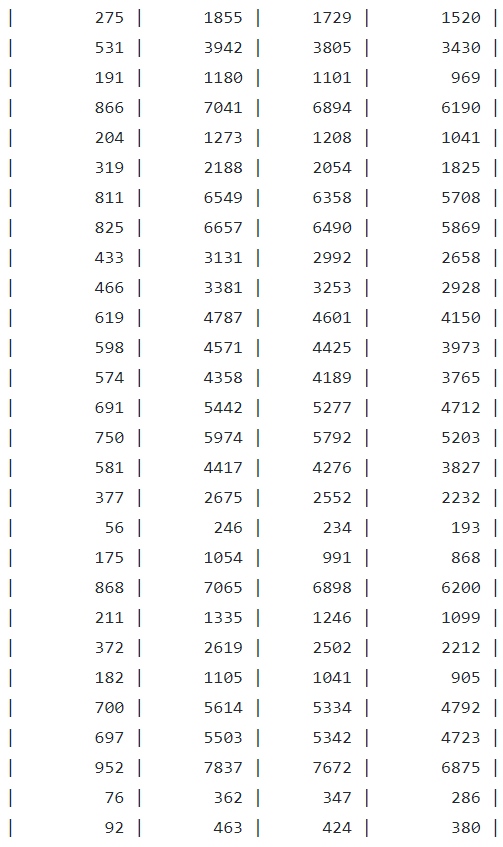 | 275 | 1855 | 1729 | 1520 |
| 531 | 3942 | 3805 | 3430 |
| 191 | 1180 | 1101 | 969 |
| 866 | 7041 | 6894 | 6190 |
| 204 | 1273 | 1208 | 1041 |
| 319 | 2188 | 2054 | 1825 |
| 811 | 6549 | 6358 | 5708 |
| 825 | 6657 | 6490 | 5869 |
| 433 | 3131 | 2992 | 2658 |
| 466 | 3381 | 3253 | 2928 |
| 619 | 4787 | 4601 | 4150 |
| 598 | 4571 | 4425 | 3973 |
| 574 | 4358 | 4189 | 3765 |
| 691 | 5442 | 5277 | 4712 |
| 750 | 5974 | 5792 | 5203 |
| 581 | 4417 | 4276 | 3827 |
| 377 | 2675 | 2552 | 2232 |
| 56 | 246 | 234 | 193 |
| 175 | 1054 | 991 | 868 |
| 868 | 7065 | 6898 | 6200 |
| 211 | 1335 | 1246 | 1099 |
| 372 | 2619 | 2502 | 2212 |
| 182 | 1105 | 1041 | 905 |
| 700 | 5614 | 5334 | 4792 |
| 697 | 5503 | 5342 | 4723 |
| 952 | 7837 | 7672 | 6875 |
| 76 | 362 | 347 | 286 |
| 92 | 463 | 424 | 380 |